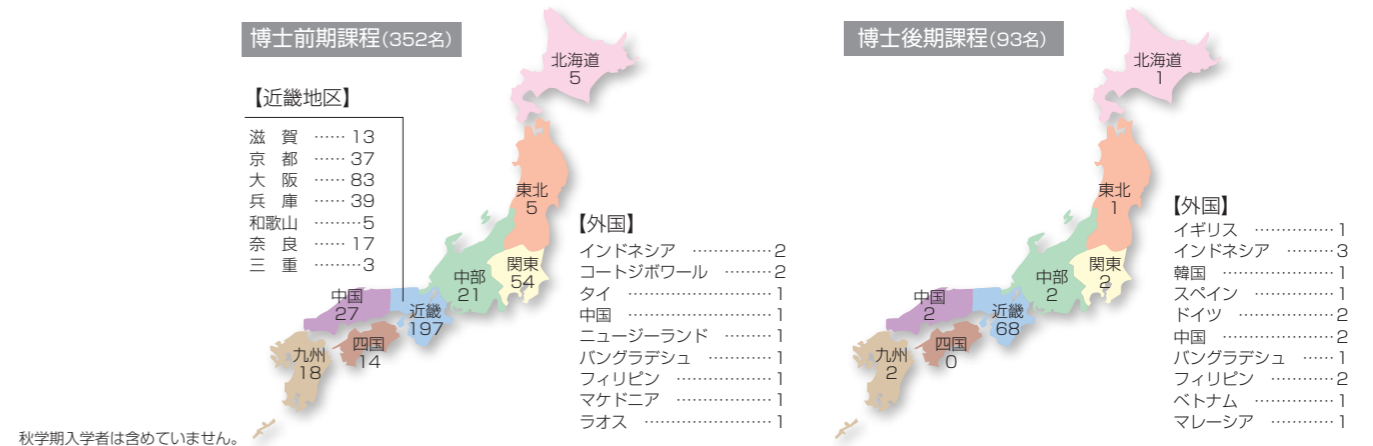 博士前期課程(352名)
北海道
5
【近畿地区】
滋 賀 …… 13
京 都 …… 37
大 阪 …… 83
兵 庫 …… 39
和歌山 ………5
奈 良 …… 17
三 重 ………3
東北
5
関東
54
中部
21
近畿
197
中国
27
四国
14
九州
18
【外国】
インドネシア ……………2
コートジボワール ………2
タイ ………………………1
中国 ………………………1
ニュージーランド ………1
バングラデシュ …………1
フィリピン ………………1
マケドニア ………………1
ラオス ……………………1
博士後期課程(93名)
北海道
1
東北
1
関東
2
中部
2
近畿
68
中国
2
四国
0
九州
2
【外国】
イギリス ……………1
インドネシア ………3
韓国 …………………1
スペイン ……………1
ドイツ ………………2
中国 …………………2
バングラデシュ ……1
フィリピン …………2
ベトナム ……………1
マレーシア …………1
秋学期入学者は含めていません。